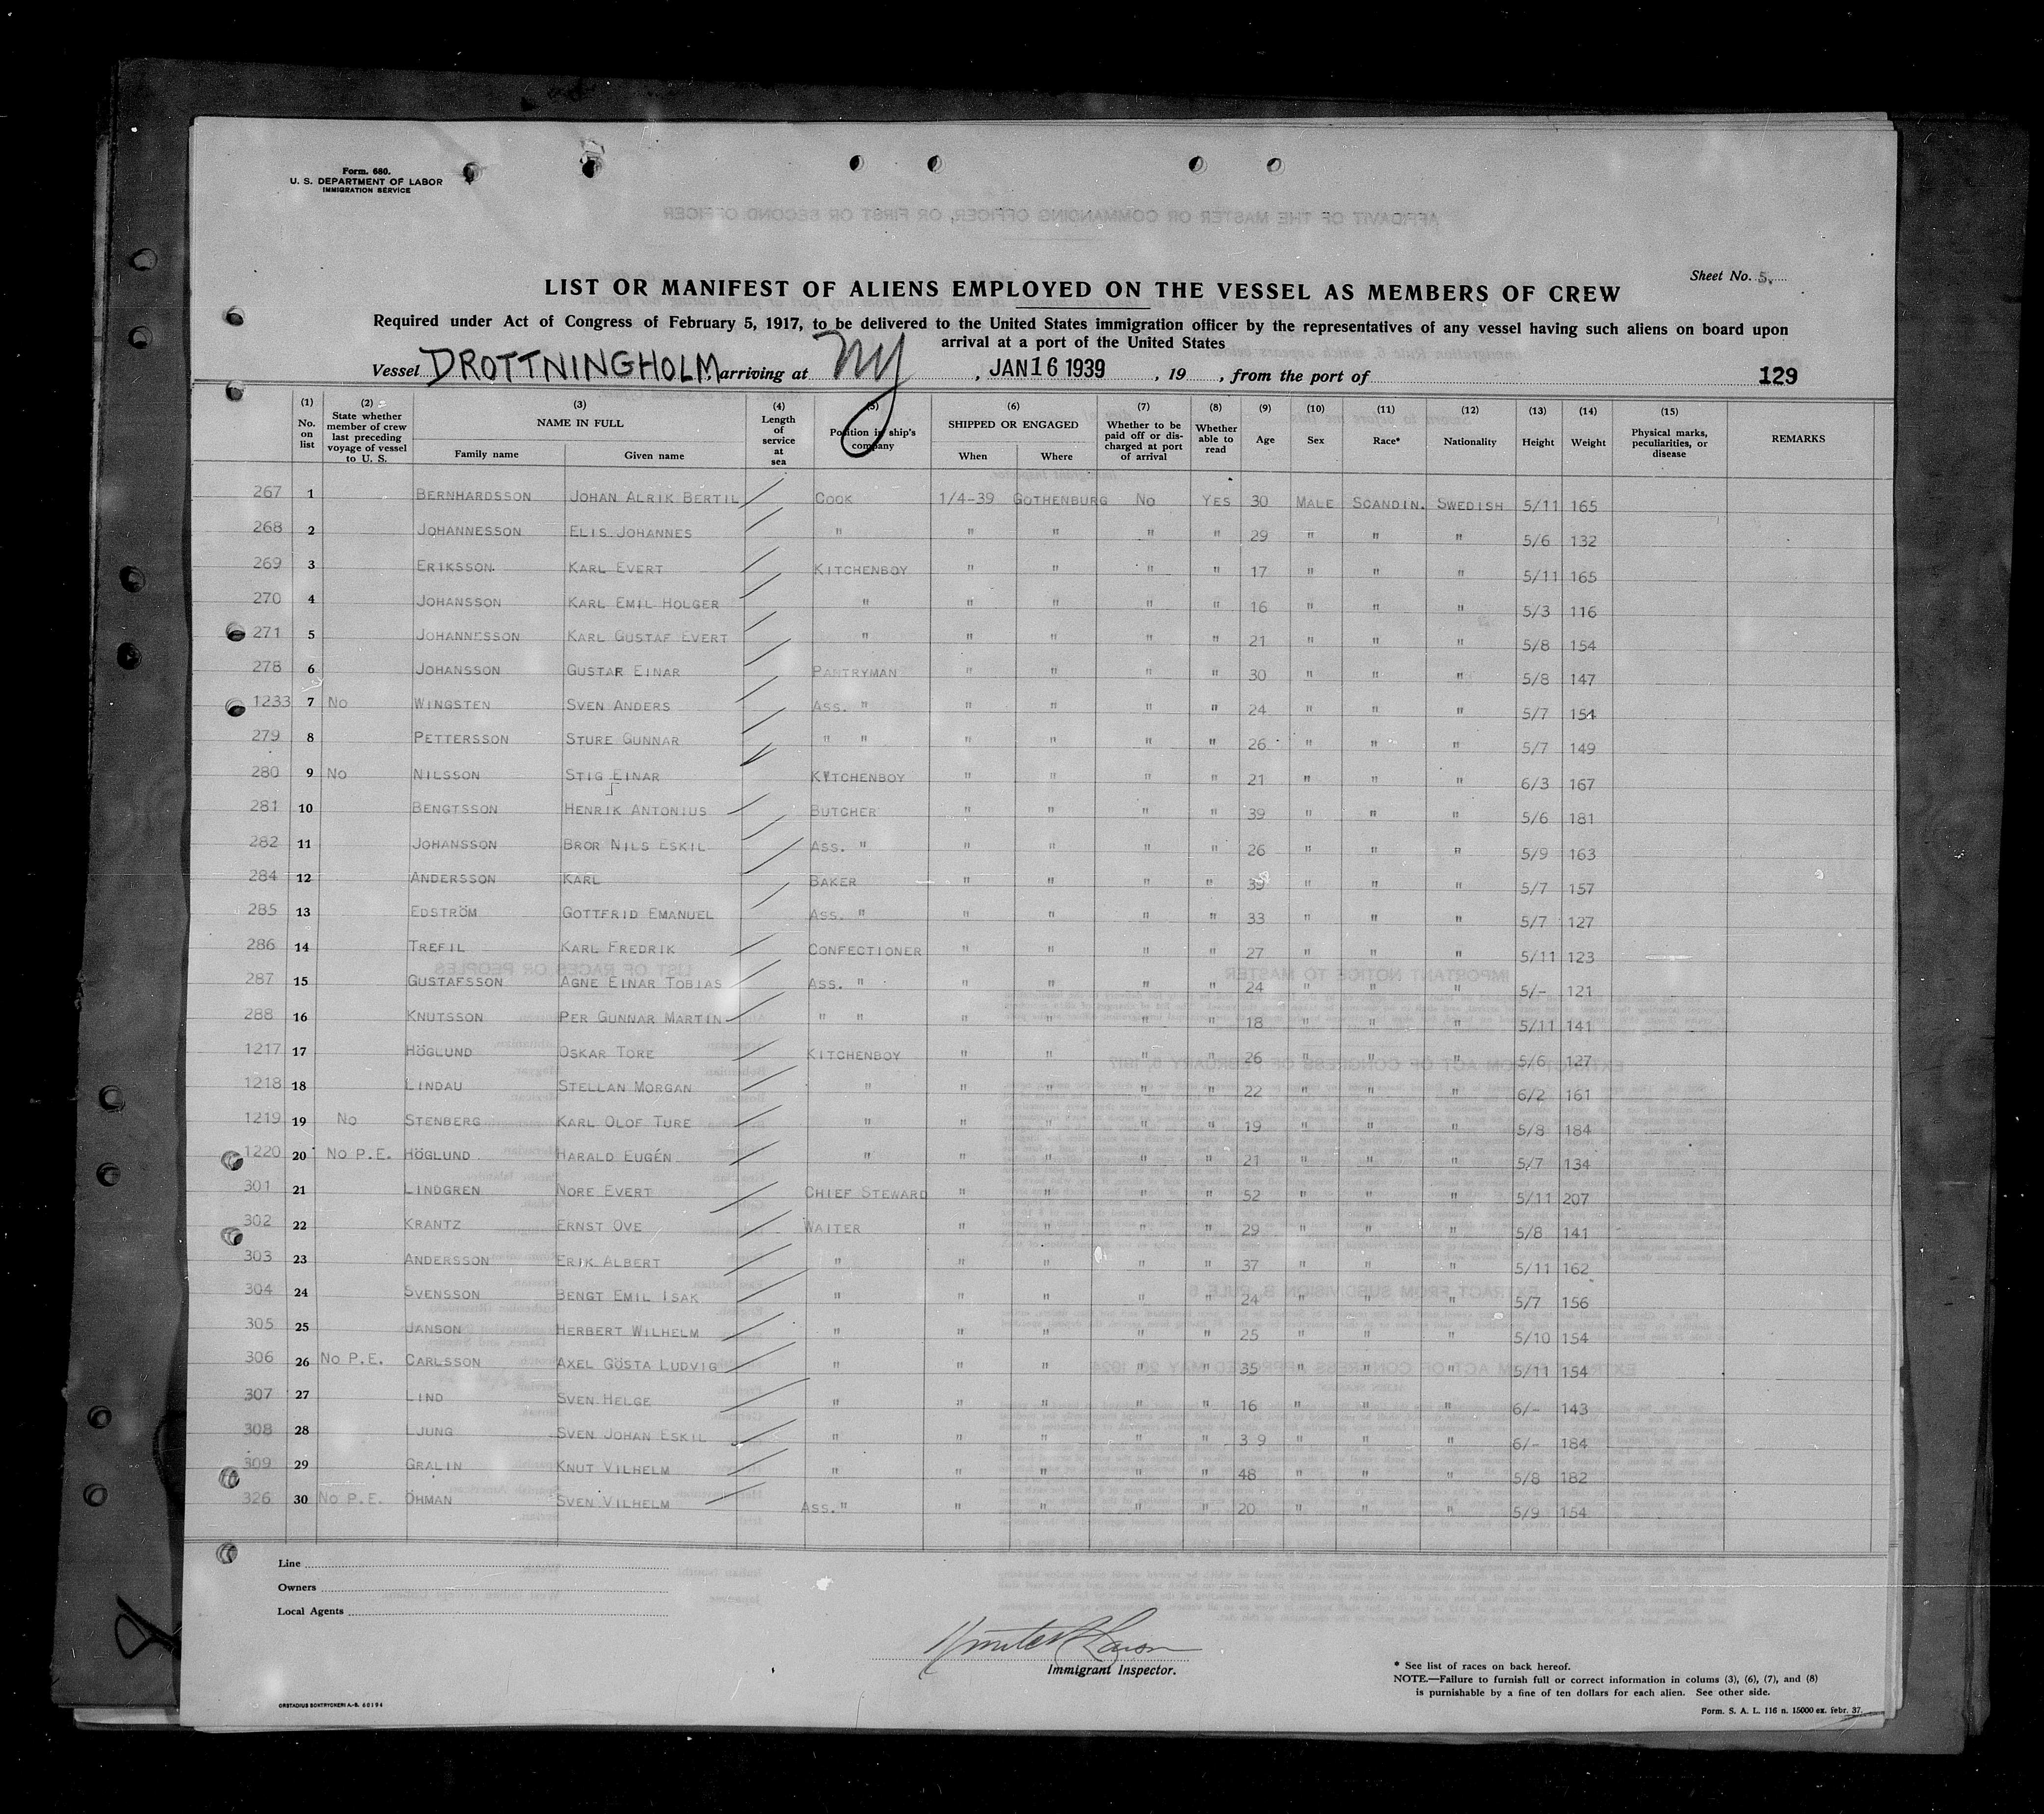 Form. 680.
U. S. DEPARTMENT OF LABOR
IMMIGRATION SERVICE
Sheet No. 5.
LIST OR MANIFEST OF ALIENS EMPLOYED ON THE VESSEL AS MEMBERS OF CREW
Required under Act of Congress of February 5, 1917, to be delivered to the United States immigration officer by the representatives of any vessel having such aliens on board upon
arrival at a port of the United States
Vessel DROTTNINGHOLM, arriving at NY, JAN 16 1939, 19 , from the port of 129
(1) No. on list (2) State whether member of crew last preceding voyage of vessel to U. S. (3) NAME IN FULL Family name Given name (4) Length of service at sea (5) Position in ship's company (6) SHIPPED OR ENGAGED When Where (7) Whether to be paid off or discharged at port of arrival (8) Whether able to read (9) Age (10) Sex (11) Race* (12) Nationality (13) Height (14) Weight (15) Physical marks, peculiarities, or disease REMARKS
267 1 BERNHARDSSON JOHAN ALRIK BERTIL COOK 1/4-39 GOTHENBURG NO YES 30 MALE SCANDIN. SWEDISH 5/11 165
268 2 JOHANNESSON ELIS JOHANNES " " " " " 29 " " " 5/6 132
269 3 ERIKSSON KARL EVERT KITCHENBOY " " " " 17 " " " 5/11 165
270 4 JOHANSSON KARL EMIL HOLGER " " " " " 16 " " " 5/3 116
271 5 JOHANNESSON KARL GUSTAF EVERT " " " " " 21 " " " 5/8 154
278 6 JOHANSSON GUSTAF EINAR PANTRYMAN " " " " 30 " " " 5/8 147
1233 7 NO WINGSTEN SVEN ANDERS ASS. " " " " " 24 " " " 5/7 154
279 8 PETTERSSON STURE GUNNAR " " " " " " 26 " " " 5/7 149
280 9 NO NILSSON STIG EINAR KITCHENBOY " " " " 21 " " " 6/3 167
281 10 BENGTSSON HENRIK ANTONIUS BUTCHER " " " " 39 " " " 5/6 181
282 11 JOHANSSON BROR NILS ESKIL ASS. " " " " " 26 " " " 5/9 163
284 12 ANDERSSON KARL BAKER " " " " 39 " " " 5/7 157
285 13 EDSTRÖM GOTTFRID EMANUEL ASS. " " " " " 33 " " " 5/7 127
286 14 TREFIL KARL FREDRIK CONFECTIONER " " " " 27 " " " 5/11 123
287 15 GUSTAFSSON AGNE EINAR TOBIAS ASS. " " " " " 24 " " " 5/- 121
288 16 KNUTSSON PER GUNNAR MARTIN " " " " " " 18 " " " 5/11 141
1217 17 HÖGLUND OSKAR TORE KITCHENBOY " " " " 26 " " " 5/6 127
1218 18 LINDAU STELLAN MORGAN " " " " " 22 " " " 6/2 161
1219 19 NO STENBERG KARL OLOF TURE " " " " " 19 " " " 5/8 184
1220 20 NO P.E. HÖGLUND HARALD EUGÉN " " " " " 21 " " " 5/7 134
301 21 LINDGREN NORE EVERT CHIEF STEWARD " " " " 52 " " " 5/11 207
302 22 KRANTZ ERNST OVE WAITER " " " " 29 " " " 5/8 141
303 23 ANDERSSON ERIK ALBERT " " " " " 37 " " " 5/11 162
304 24 SVENSSON BENGT EMIL ISAK " " " " " 24 " " " 5/7 156
305 25 JANSON HERBERT WILHELM " " " " " 25 " " " 5/10 154
306 26 NO P.E. CARLSSON AXEL GÖSTA LUDVIG " " " " " 35 " " " 5/11 154
307 27 LIND SVEN HELGE " " " " " 16 " " " 6/- 143
308 28 LJUNG SVEN JOHAN ESKIL " " " " " 39 " " " 6/- 184
309 29 GRALIN KNUT VILHELM " " " " " 48 " " " 5/8 182
326 30 NO P.E. ÖHMAN SVEN VILHELM ASS. " " " " " 20 " " " 5/9 154
Line
Owners
Local Agents
Immigrant Inspector.
* See list of races on back hereof.
NOTE.—Failure to furnish full or correct information in colums (3), (6), (7), and (8)
is purnishable by a fine of ten dollars for each alien. See other side.
ORSTADIUS BOKTRYCKERI A.-B. 60194
Form. S. A. L. 116 n. 15000 ex. febr. 37.